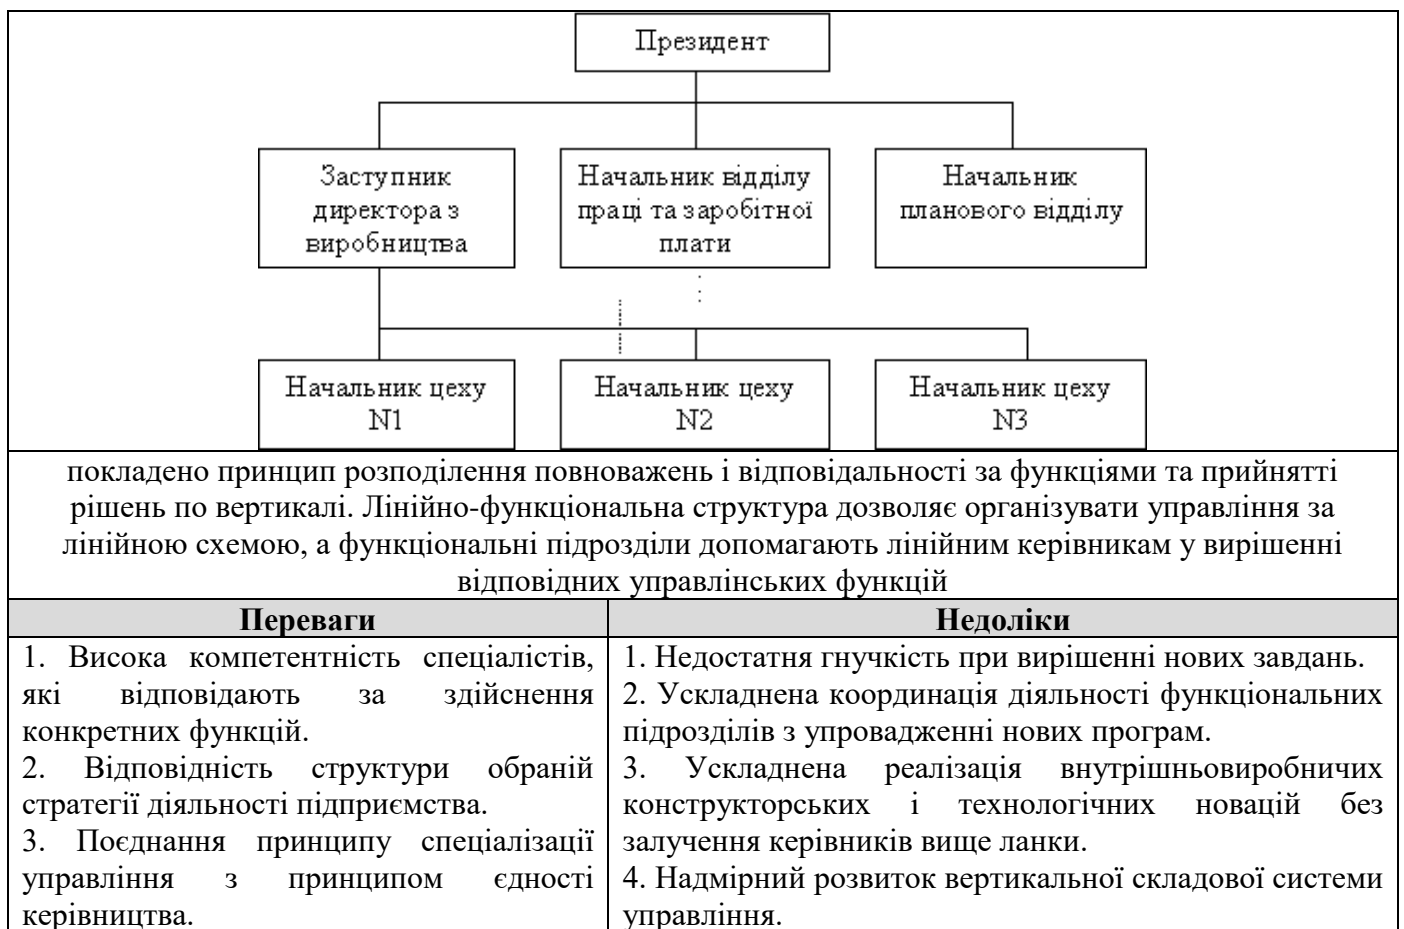 Президент
Заступник
директора з
виробництва
Начальник відділу
праці та заробітної
плати
Начальник
планового відділу
Начальник цеху
N1
Начальник цеху
N2
Начальник цеху
N3
покладено принцип розподілення повноважень і відповідальності за функціями та прийнятті
рішень по вертикалі. Лінійно-функціональна структура дозволяє організувати управління за
лінійною схемою, а функціональні підрозділи допомагають лінійним керівникам у вирішенні
відповідних управлінських функцій
Переваги
1. Висока компетентність спеціалістів,
які відповідають за здійснення
конкретних функцій.
2. Відповідність структури обраній
стратегії діяльності підприємства.
3. Поєднання принципу спеціалізації
управління з принципом єдності
керівництва.
Недоліки
1. Недостатня гнучкість при вирішенні нових завдань.
2. Ускладнена координація діяльності функціональних
підрозділів з упровадженні нових програм.
3. Ускладнена реалізація внутрішньовиробничих
конструкторських і технологічних новацій без
залучення керівників вище ланки.
4. Надмірний розвиток вертикальної складової системи
управління.